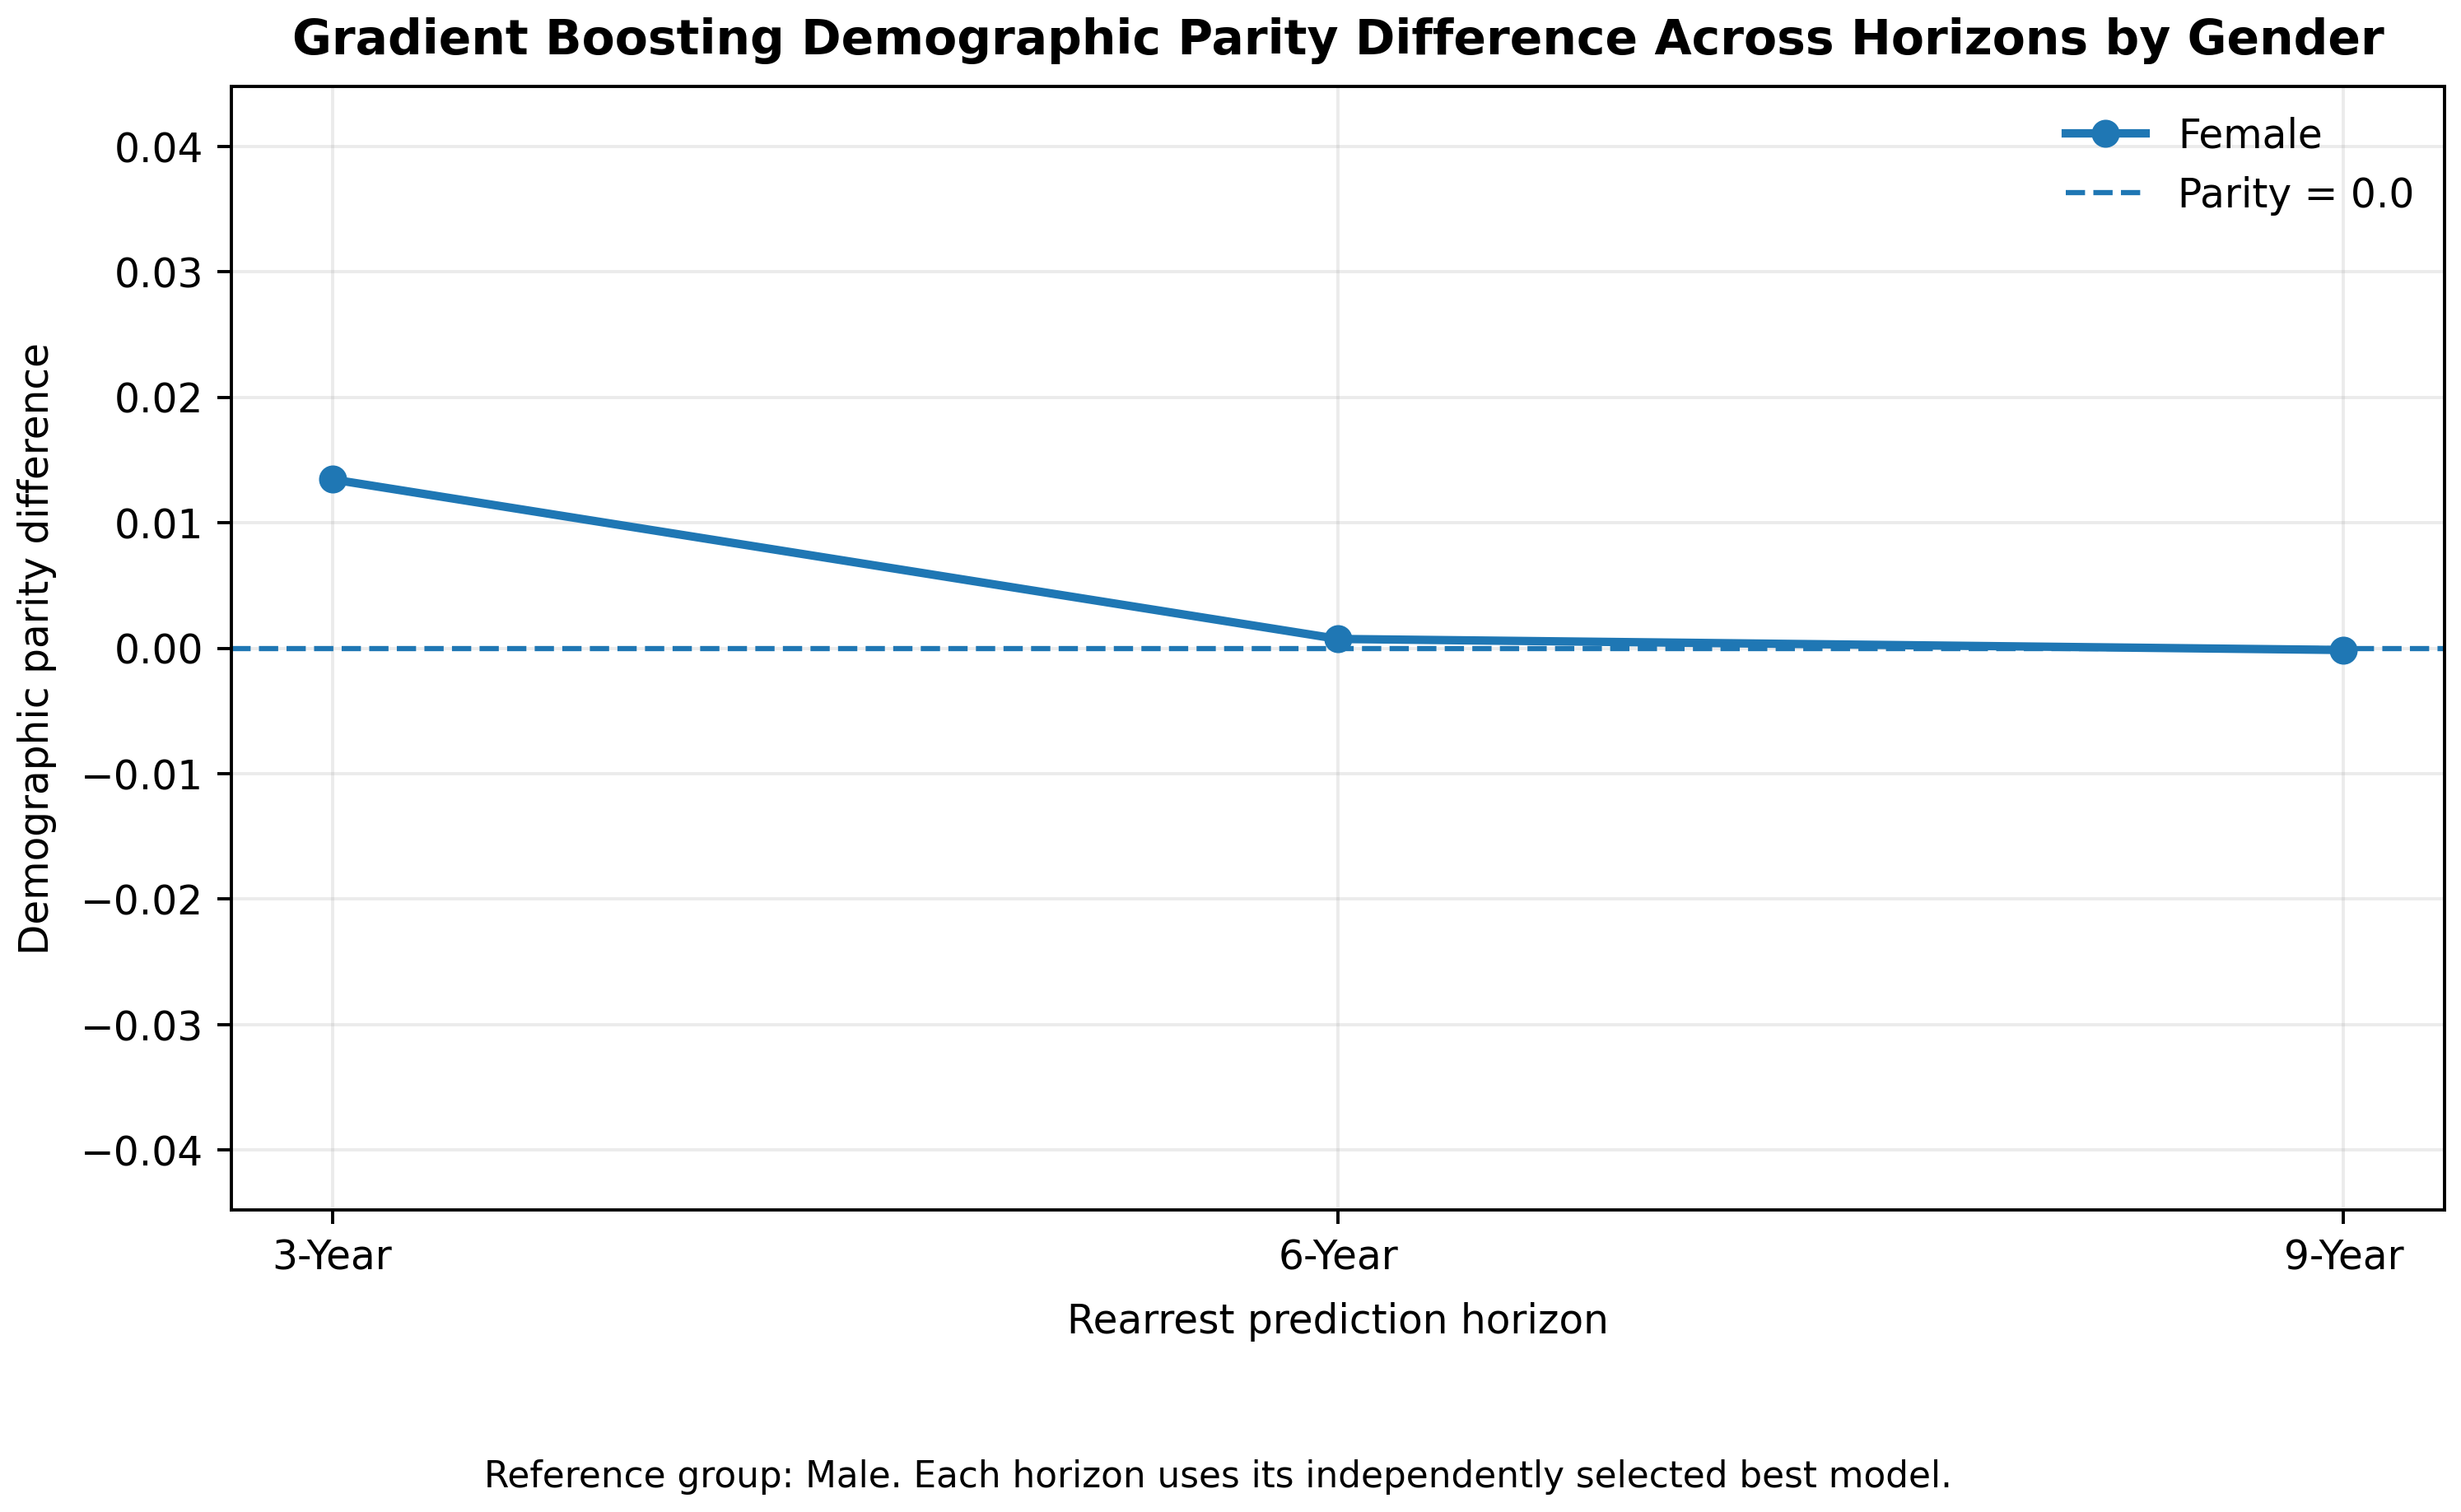 Gradient Boosting Demographic Parity Difference Across Horizons by Gender
Female
Parity = 0.0
Demographic parity difference
0.04
0.03
0.02
0.01
0.00
−0.01
−0.02
−0.03
−0.04
3-Year
6-Year
9-Year
Rearrest prediction horizon
Reference group: Male. Each horizon uses its independently selected best model.